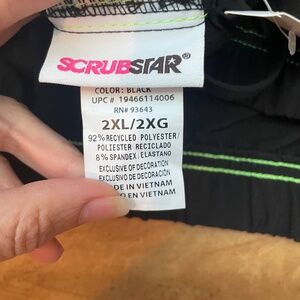 SCRUBSTAR®
COLOR: BLACK
UPC # 19466114006
RN# 93643
2XL/2XG
92% RECYCLED POLYESTER/
POLIESTER RECICLADO
8% SPANDEX/ELASTANO
EXCLUSIVE OF DECORATION
EXCLUSIVO DE DECORACIÓN
DE IN VIETNAM
O EN VIETNAM